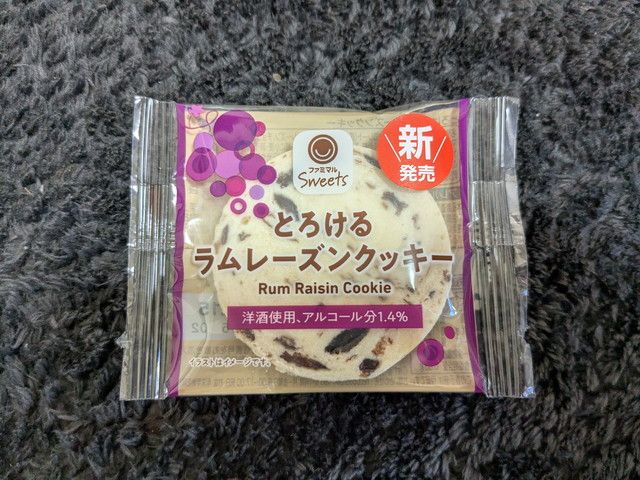 ファミマル
Sweets
新
発売
とろける
ラムレーズンクッキー
Rum Raisin Cookie
洋酒使用、アルコール分1.4%
イラストはイメージです。